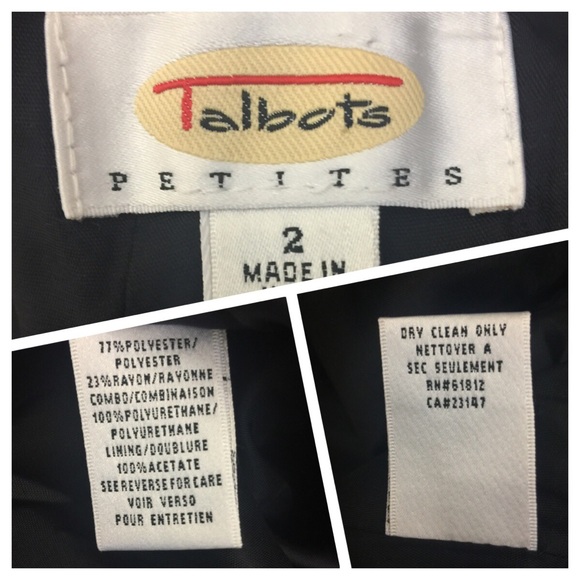 Talbots
PETITES
2
MADE IN
77%POLYESTER/
POLYESTER
23%RAYON/RAYONNE
COMBO/COMBINAISON
100%POLYURETHANE/
POLYURETHANE
LINING/DOUBLURE
100%ACETATE
SEE REVERSE FOR CARE
VOIR VERSO
POUR ENTRETIEN
DRY CLEAN ONLY
NETTOYER A
SEC SEULEMENT
RN#61812
CA#23147